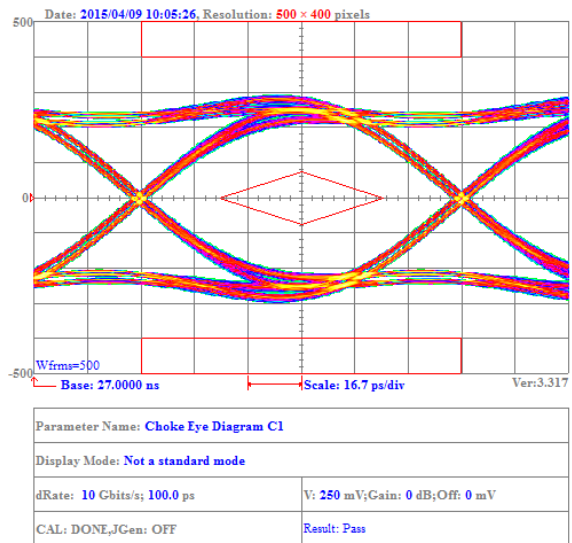 Date: 2015/04/09 10:05:26, Resolution: 500 × 400 pixels
500
0
-500
Wfrms=500
Base: 27.0000 ns
Scale: 16.7 ps/div
Ver:3.317
Parameter Name: Choke Eye Diagram C1
Display Mode: Not a standard mode
dRate: 10 Gbits/s; 100.0 ps
V: 250 mV;Gain: 0 dB;Off: 0 mV
CAL: DONE,JGen: OFF
Result: Pass